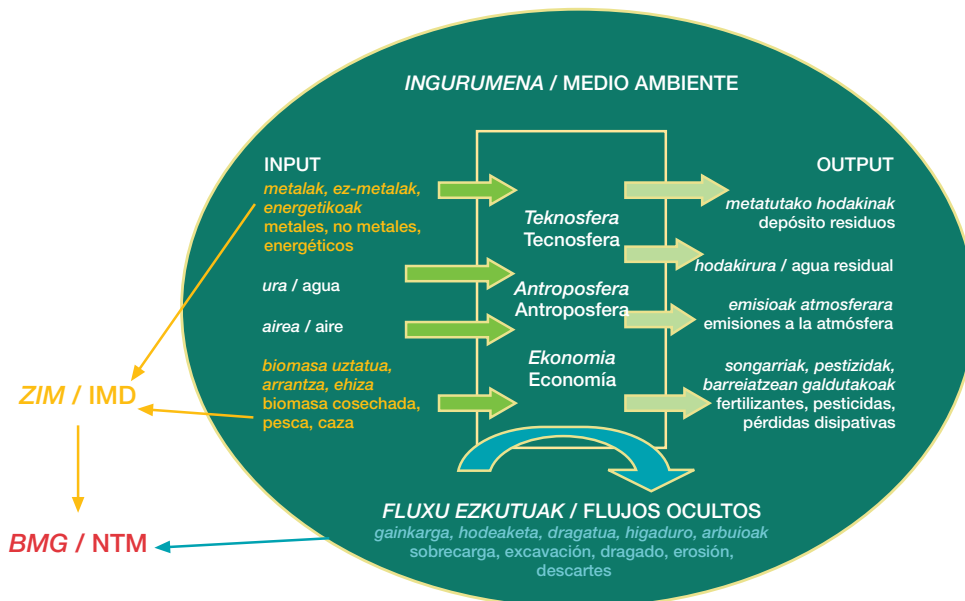 INGURUMENA / MEDIO AMBIENTE
INPUT
metalak, ez-metalak,
energetikoak
metales, no metales,
energéticos
ura / agua
airea / aire
biomasa uztatua,
arrantza, ehiza
biomasa cosechada,
pesca, caza
Teknosfera
Tecnosfera
Antroposfera
Antroposfera
Ekonomia
Economía
OUTPUT
metatutako hodakinak
depósito residuos
hodakirura / agua residual
emisioak atmosferara
emisiones a la atmósfera
songarriak, pestizidak,
barreiatzean galdutakoak
fertilizantes, pesticidas,
pérdidas disipativas
ZIM / IMD
BMG / NTM
FLUXU EZKUTUAK / FLUJOS OCULTOS
gainkarga, hodeaketa, dragatua, higaduro, arbuioak
sobrecarga, excavación, dragado, erosión,
descartes